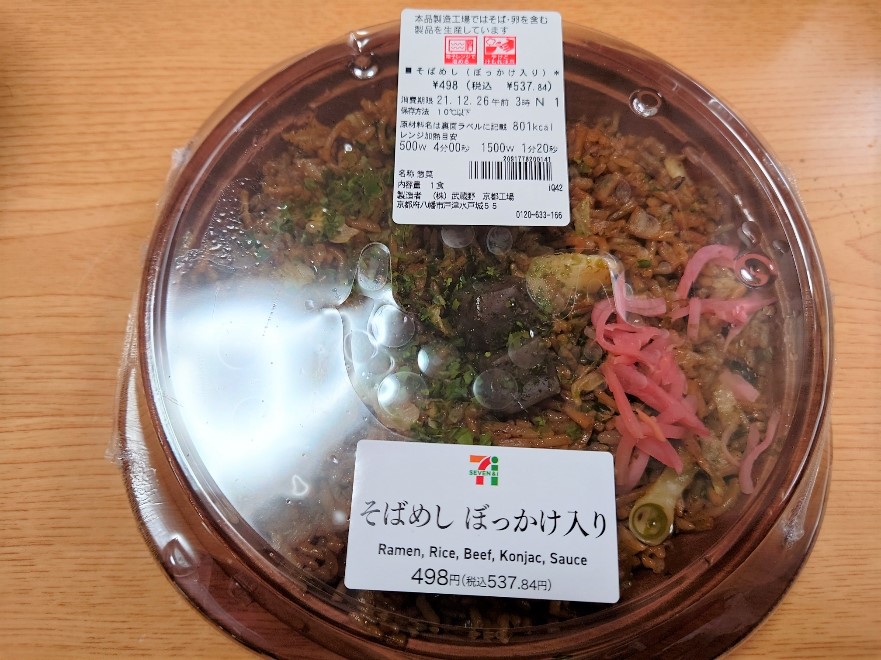 本品製造工場ではそば・卵を含む
製品を生産しています
■そばめし(ぼっかけ入り)*
¥498 (税込 ¥537.84)
消費期限 21.12.26午前 3時 N 1
保存方法 10℃以下
原材料名は裏面ラベルに記載 801kcal
レンジ加熱目安
500W 4分00秒 1500W 1分20秒
2091778200141
名称 惣菜
内容量 1食 iQ42
製造者 (株)武蔵野 京都工場
京都府八幡市戸津水戸城55
0120-633-166
7i
SEVEN&i
そばめし ぼっかけ入り
Ramen, Rice, Beef, Konjac, Sauce
498円(税込537.84円)